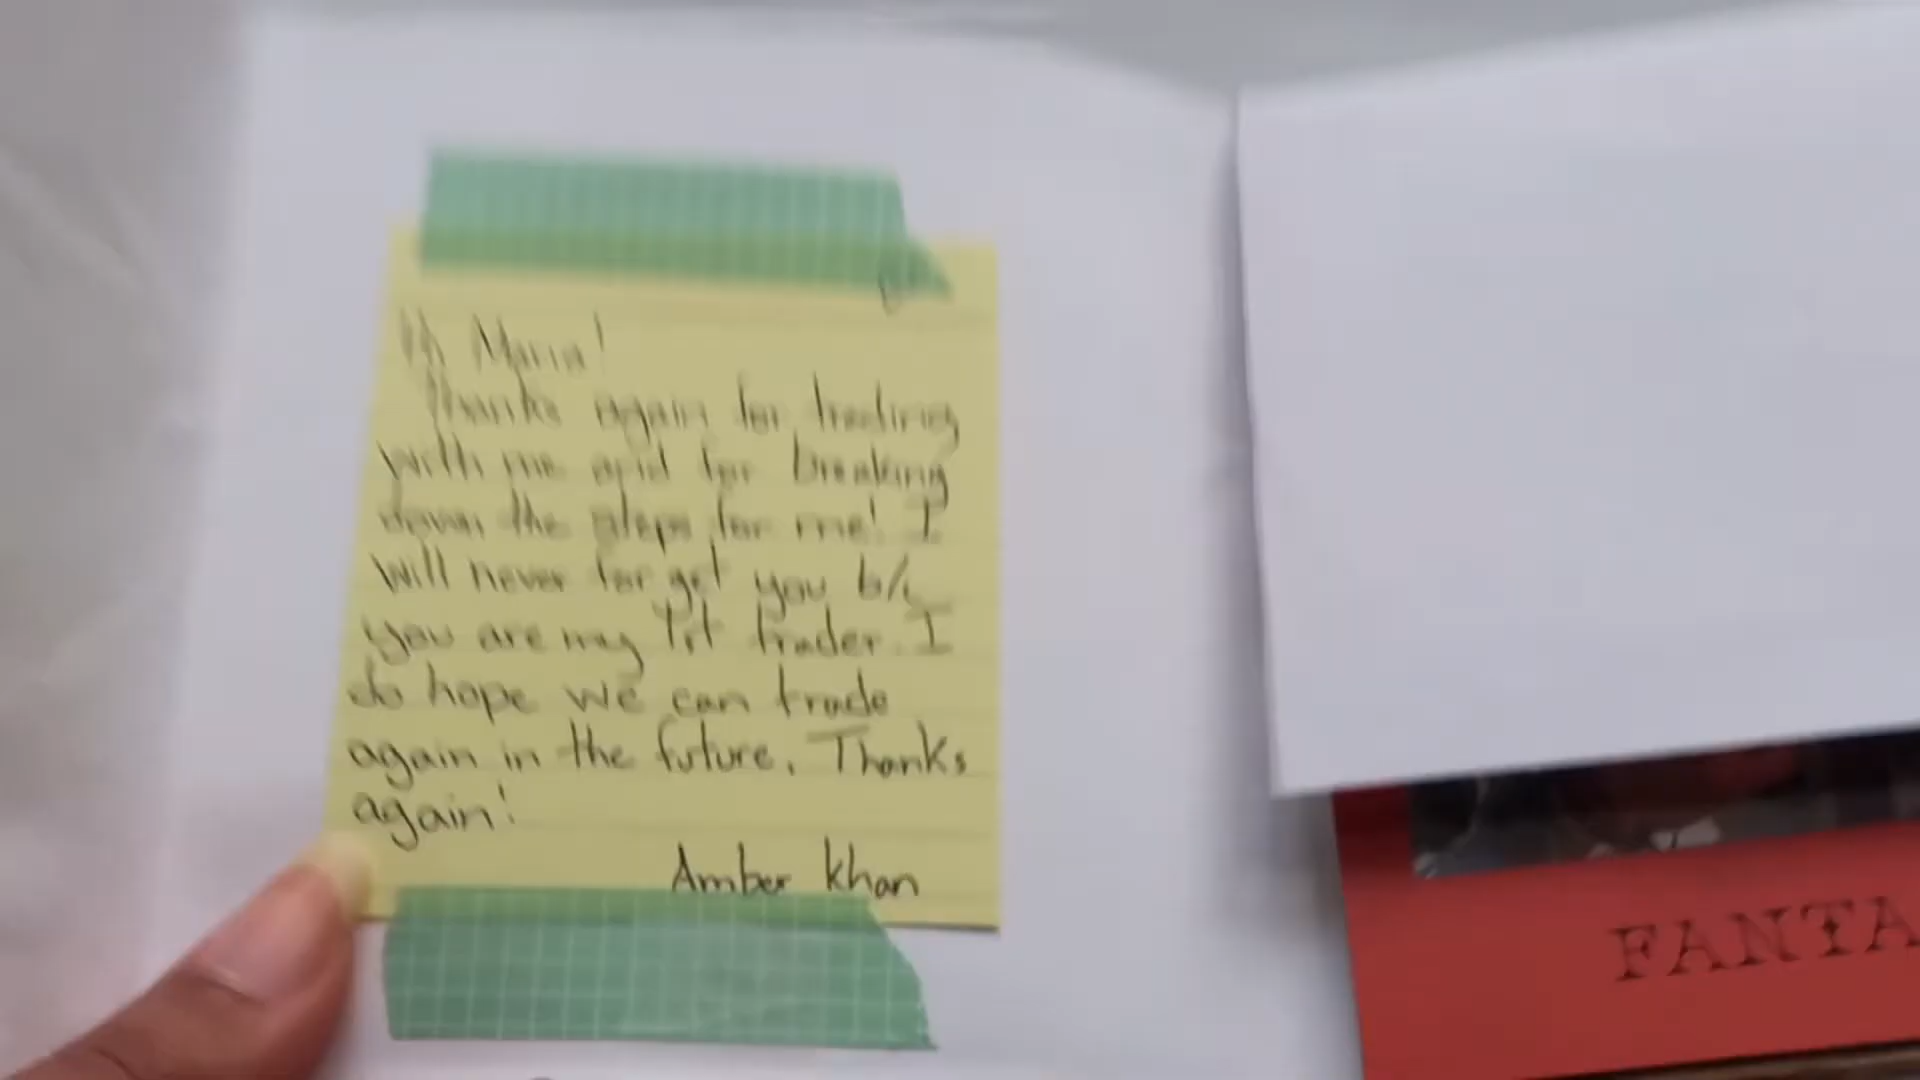 Hi Maria!
Thanks again for trading
with me and for breaking
down the steps for me! I
will never forget you b/c
you are my 1st trader. I
do hope we can trade
again in the future. Thanks
again!
Amber Khan
FANTA